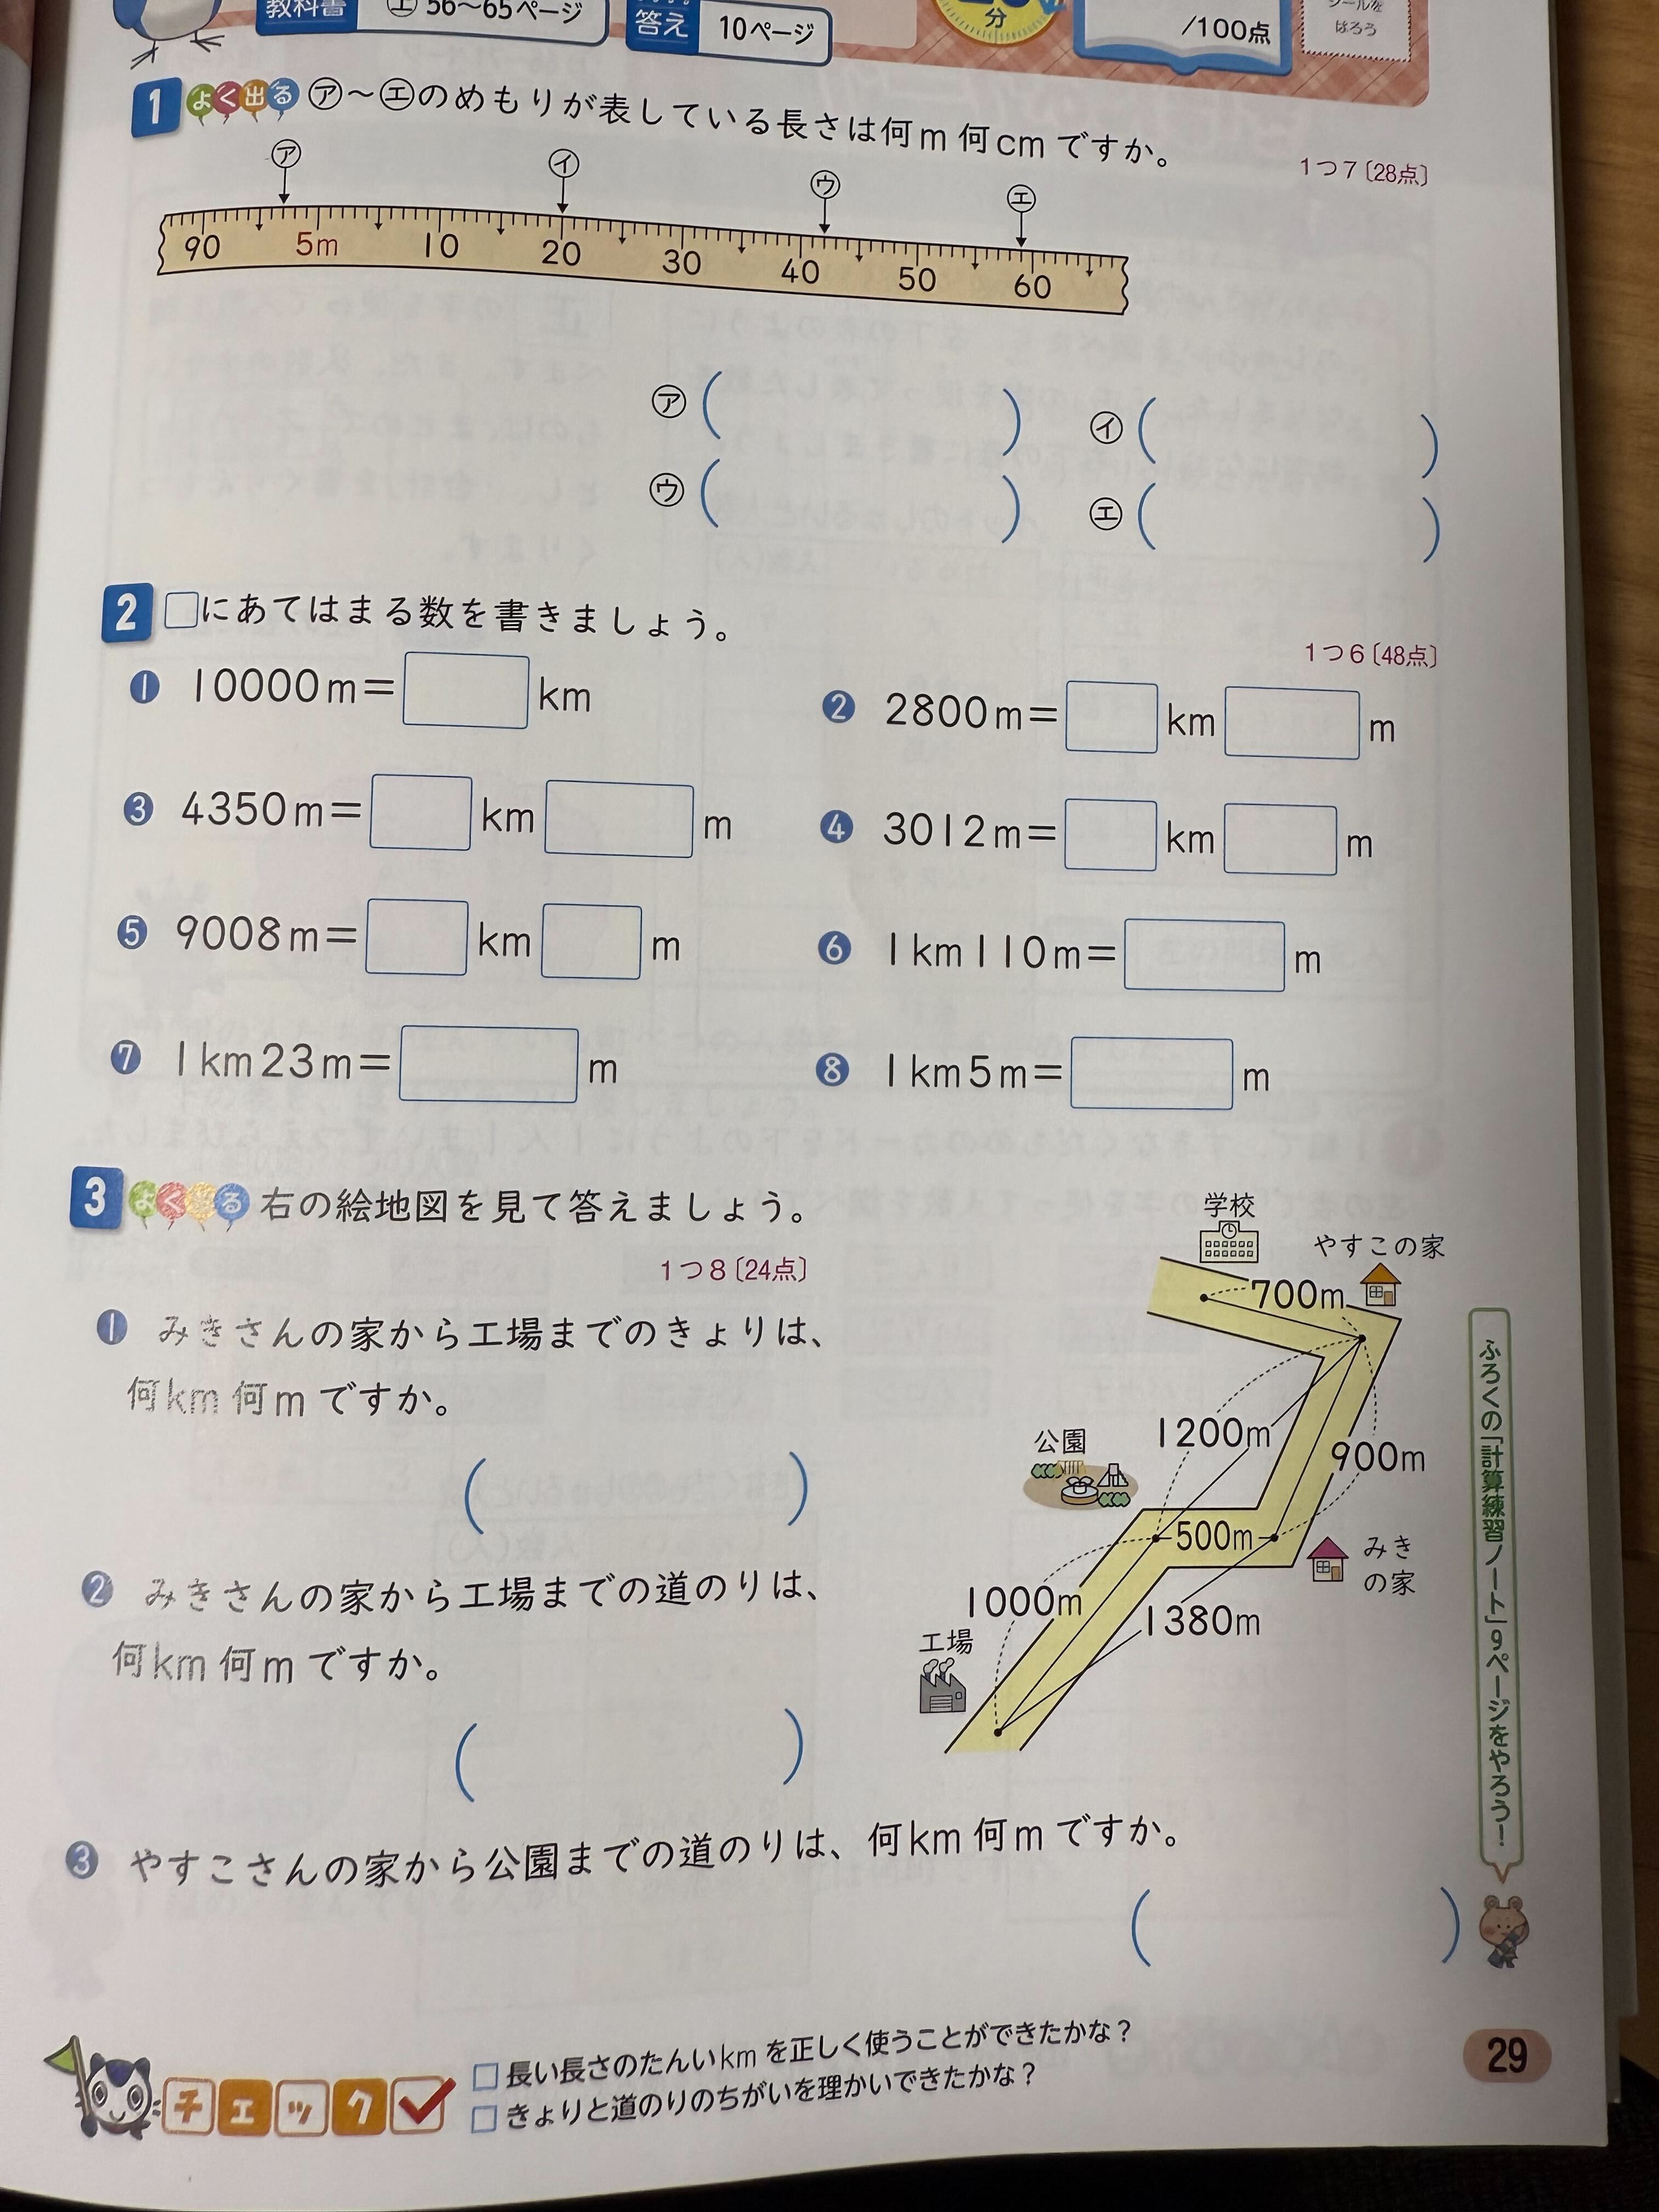 教科書 ㊤ 56〜65ページ
答え 10ページ
分
/100点
シールを
はろう
1 よく出る ㋐〜㋓のめもりが表している長さは何m何cmですか。
1つ7〔28点〕
㋐ ㋑ ㋒ ㋓
90 5m 10 20 30 40 50 60
㋐( ) ㋑( )
㋒( ) ㋓( )
2 □にあてはまる数を書きましょう。
1つ6〔48点〕
❶ 10000m=□km ❷ 2800m=□km□m
❸ 4350m=□km□m ❹ 3012m=□km□m
❺ 9008m=□km□m ❻ 1km110m=□m
❼ 1km23m=□m ❽ 1km5m=□m
3 よく出る 右の絵地図を見て答えましょう。
1つ8〔24点〕
❶ みきさんの家から工場までのきょりは、
何km何mですか。
( )
❷ みきさんの家から工場までの道のりは、
何km何mですか。
( )
❸ やすこさんの家から公園までの道のりは、何km何mですか。
( )
学校
やすこの家
700m
1200m
900m
公園
500m
みき
の家
1000m
1380m
工場
ふろくの「計算練習ノート」9ページをやろう！
チェック✓
□長い長さのたんいkmを正しく使うことができたかな？
□きょりと道のりのちがいを理かいできたかな？
29